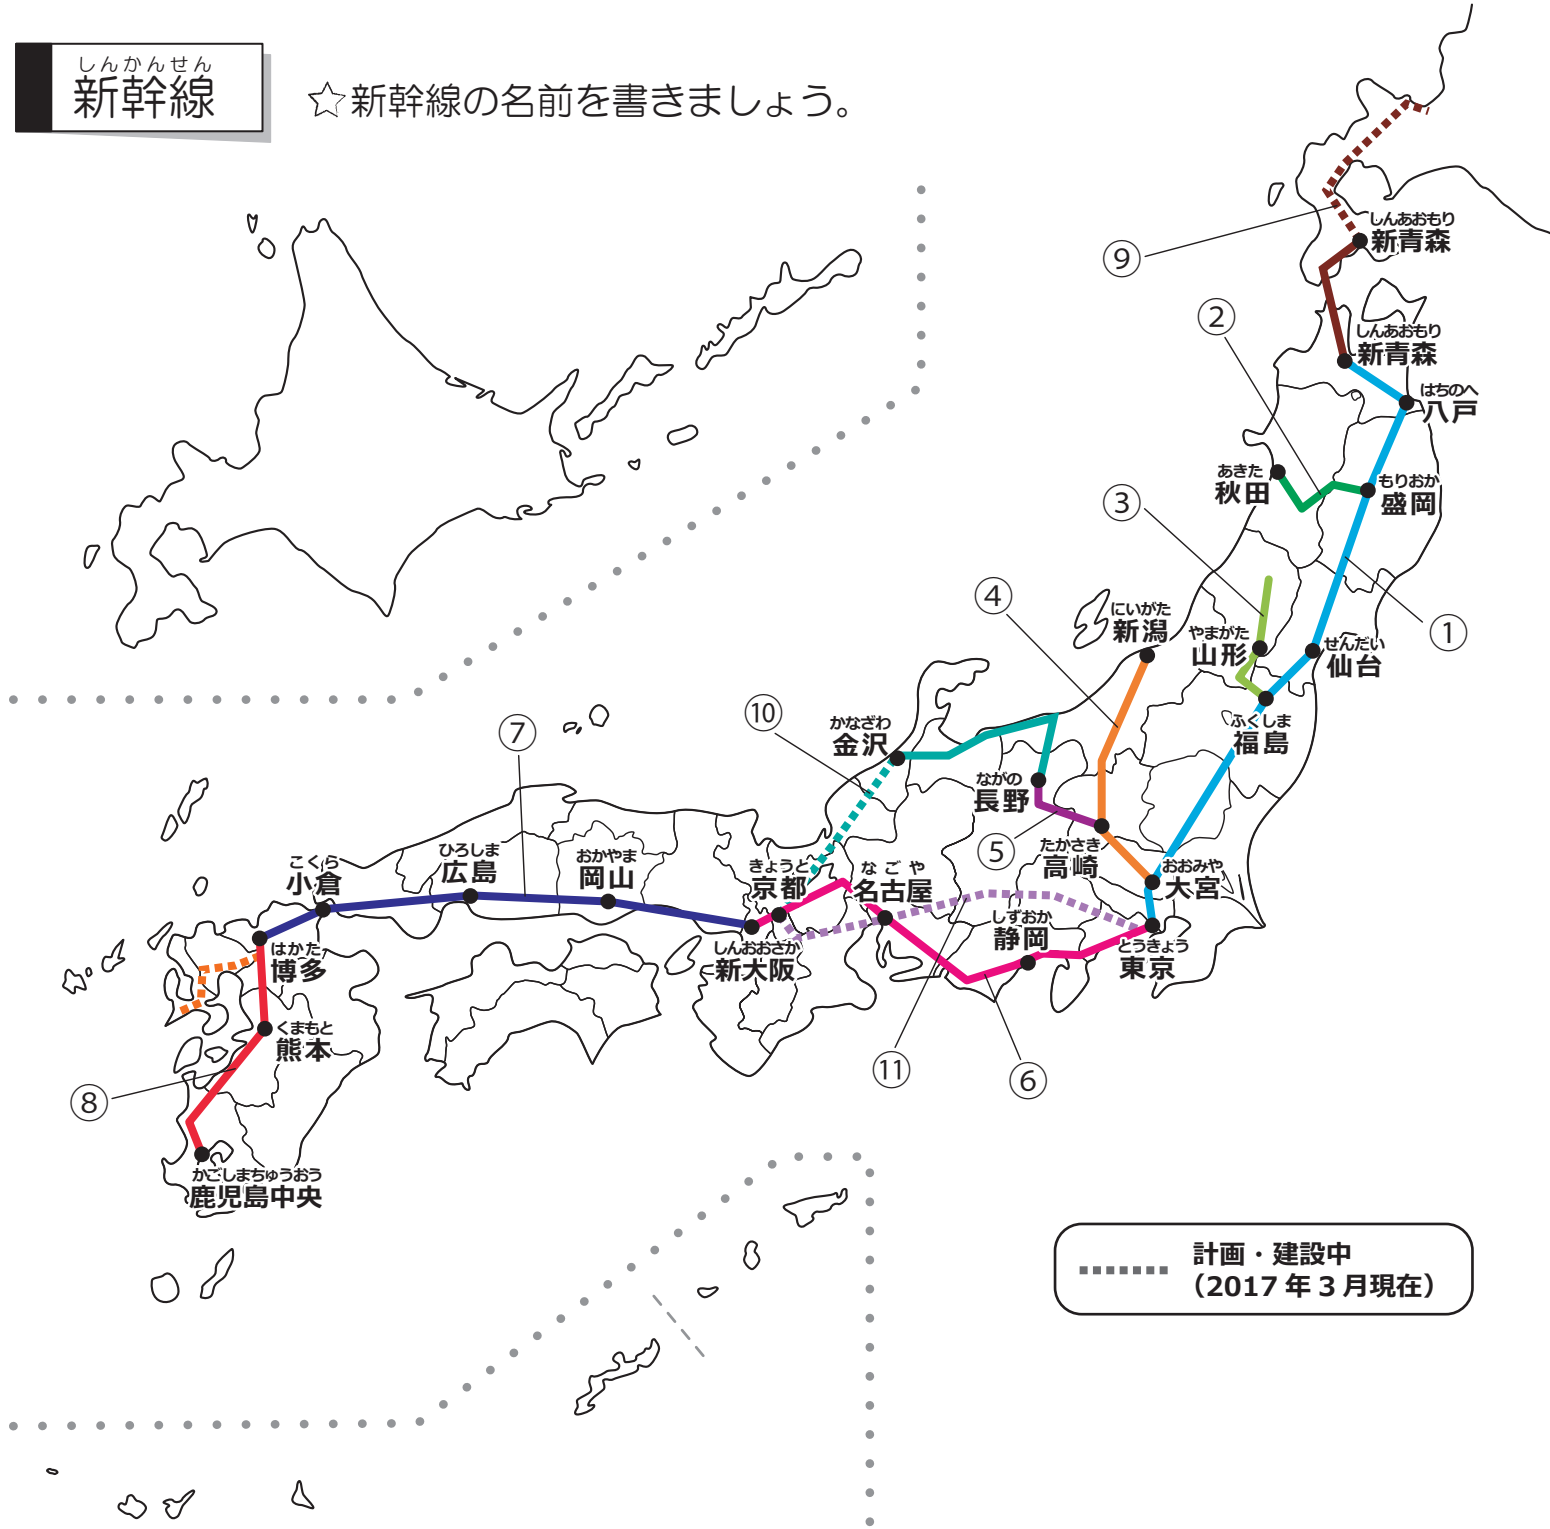 しんかんせん
新幹線
☆新幹線の名前を書きましょう。
しんあおもり
新青森
⑨
②
しんあおもり
新青森
はちのへ
八戸
あきた
秋田
もりおか
盛岡
③
④
①
にいがた
新潟
やまがた
山形
せんだい
仙台
⑩
⑦
かなざわ
金沢
ふくしま
福島
ながの
長野
⑤
たかさき
高崎
おおみや
大宮
こくら
小倉
ひろしま
広島
おかやま
岡山
きょうと
京都
なごや
名古屋
しずおか
静岡
とうきょう
東京
しんおおさか
新大阪
はかた
博多
くまもと
熊本
⑪
⑥
⑧
かごしまちゅうおう
鹿児島中央
計画・建設中
（2017年3月現在）